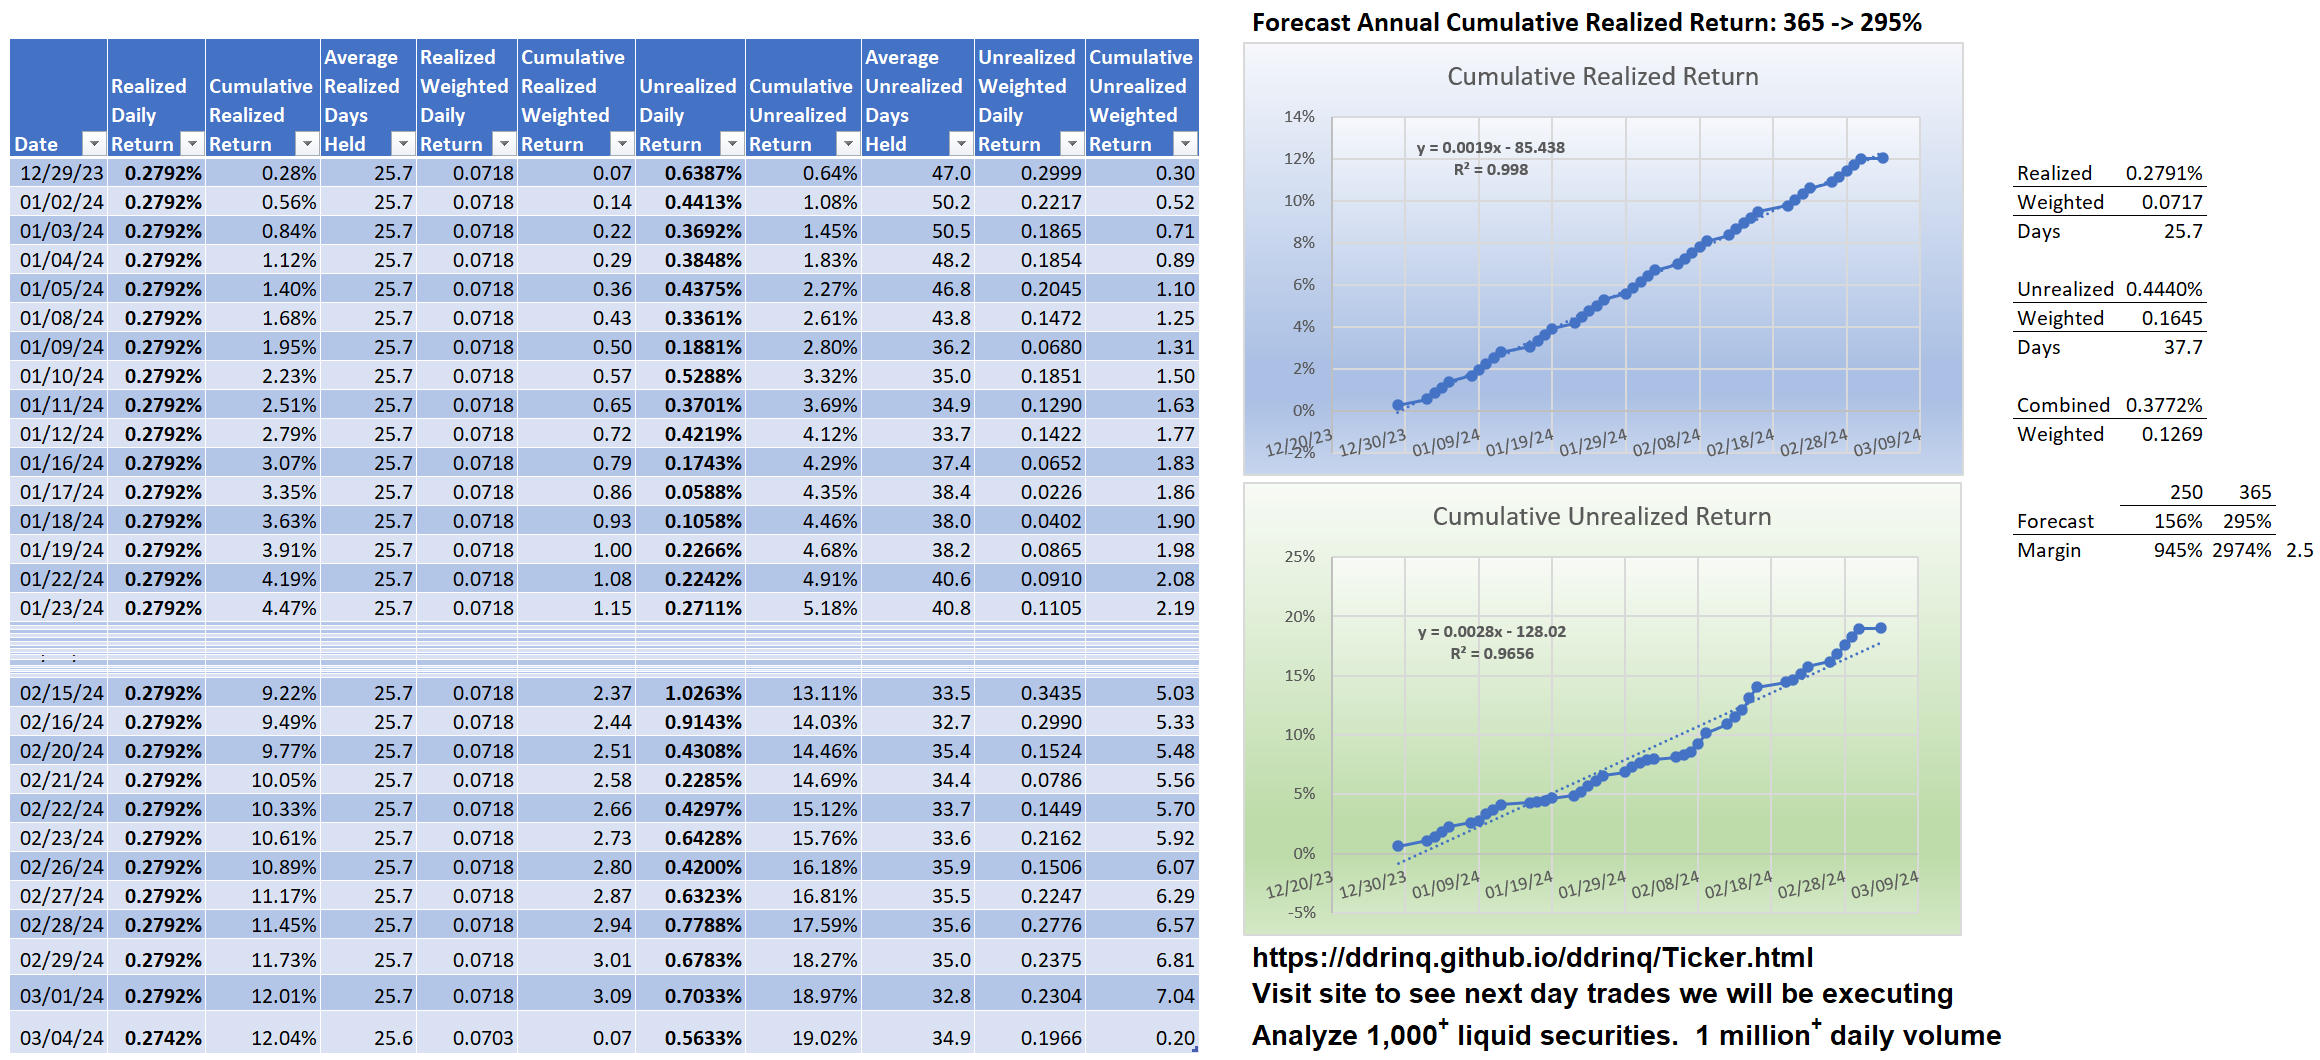 Forecast Annual Cumulative Realized Return: 365 -> 295%
Date Realized Daily Return Cumulative Realized Return Average Realized Days Held Realized Weighted Daily Return Cumulative Realized Weighted Return Unrealized Daily Return Cumulative Unrealized Return Average Unrealized Days Held Unrealized Weighted Daily Return Cumulative Unrealized Weighted Return
12/29/23 0.2792% 0.28% 25.7 0.0718 0.07 0.6387% 0.64% 47.0 0.2999 0.30
01/02/24 0.2792% 0.56% 25.7 0.0718 0.14 0.4413% 1.08% 50.2 0.2217 0.52
01/03/24 0.2792% 0.84% 25.7 0.0718 0.22 0.3692% 1.45% 50.5 0.1865 0.71
01/04/24 0.2792% 1.12% 25.7 0.0718 0.29 0.3848% 1.83% 48.2 0.1854 0.89
01/05/24 0.2792% 1.40% 25.7 0.0718 0.36 0.4375% 2.27% 46.8 0.2045 1.10
01/08/24 0.2792% 1.68% 25.7 0.0718 0.43 0.3361% 2.61% 43.8 0.1472 1.25
01/09/24 0.2792% 1.95% 25.7 0.0718 0.50 0.1881% 2.80% 36.2 0.0680 1.31
01/10/24 0.2792% 2.23% 25.7 0.0718 0.57 0.5288% 3.32% 35.0 0.1851 1.50
01/11/24 0.2792% 2.51% 25.7 0.0718 0.65 0.3701% 3.69% 34.9 0.1290 1.63
01/12/24 0.2792% 2.79% 25.7 0.0718 0.72 0.4219% 4.12% 33.7 0.1422 1.77
01/16/24 0.2792% 3.07% 25.7 0.0718 0.79 0.1743% 4.29% 37.4 0.0652 1.83
01/17/24 0.2792% 3.35% 25.7 0.0718 0.86 0.0588% 4.35% 38.4 0.0226 1.86
01/18/24 0.2792% 3.63% 25.7 0.0718 0.93 0.1058% 4.46% 38.0 0.0402 1.90
01/19/24 0.2792% 3.91% 25.7 0.0718 1.00 0.2266% 4.68% 38.2 0.0865 1.98
01/22/24 0.2792% 4.19% 25.7 0.0718 1.08 0.2242% 4.91% 40.6 0.0910 2.08
01/23/24 0.2792% 4.47% 25.7 0.0718 1.15 0.2711% 5.18% 40.8 0.1105 2.19
02/15/24 0.2792% 9.22% 25.7 0.0718 2.37 1.0263% 13.11% 33.5 0.3435 5.03
02/16/24 0.2792% 9.49% 25.7 0.0718 2.44 0.9143% 14.03% 32.7 0.2990 5.33
02/20/24 0.2792% 9.77% 25.7 0.0718 2.51 0.4308% 14.46% 35.4 0.1524 5.48
02/21/24 0.2792% 10.05% 25.7 0.0718 2.58 0.2285% 14.69% 34.4 0.0786 5.56
02/22/24 0.2792% 10.33% 25.7 0.0718 2.66 0.4297% 15.12% 33.7 0.1449 5.70
02/23/24 0.2792% 10.61% 25.7 0.0718 2.73 0.6428% 15.76% 33.6 0.2162 5.92
02/26/24 0.2792% 10.89% 25.7 0.0718 2.80 0.4200% 16.18% 35.9 0.1506 6.07
02/27/24 0.2792% 11.17% 25.7 0.0718 2.87 0.6323% 16.81% 35.5 0.2247 6.29
02/28/24 0.2792% 11.45% 25.7 0.0718 2.94 0.7788% 17.59% 35.6 0.2776 6.57
02/29/24 0.2792% 11.73% 25.7 0.0718 3.01 0.6783% 18.27% 35.0 0.2375 6.81
03/01/24 0.2792% 12.01% 25.7 0.0718 3.09 0.7033% 18.97% 32.8 0.2304 7.04
03/04/24 0.2742% 12.04% 25.6 0.0703 0.07 0.5633% 19.02% 34.9 0.1966 0.20
Cumulative Realized Return
14%
12%
10%
8%
6%
4%
2%
0%
-2%
y = 0.0019x - 85.438
R² = 0.998
12/20/23 12/30/23 01/09/24 01/19/24 01/29/24 02/08/24 02/18/24 02/28/24 03/09/24
Cumulative Unrealized Return
25%
20%
15%
10%
5%
0%
-5%
y = 0.0028x - 128.02
R² = 0.9656
12/20/23 12/30/23 01/09/24 01/19/24 01/29/24 02/08/24 02/18/24 02/28/24 03/09/24
Realized 0.2791%
Weighted 0.0717
Days 25.7
Unrealized 0.4440%
Weighted 0.1645
Days 37.7
Combined 0.3772%
Weighted 0.1269
250 365
Forecast 156% 295%
Margin 945% 2974% 2.5
https://ddrinq.github.io/ddrinq/Ticker.html
Visit site to see next day trades we will be executing
Analyze 1,000⁺ liquid securities. 1 million⁺ daily volume